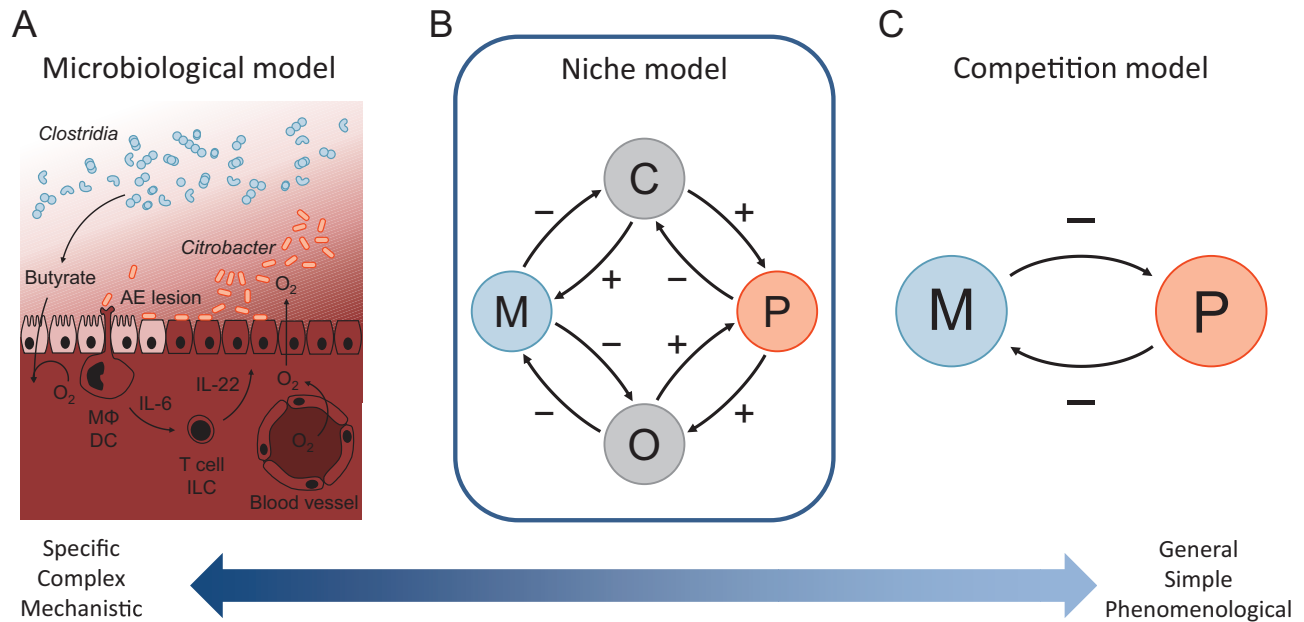 A
Microbiological model
Clostridia
Citrobacter
Butyrate
AE lesion
O₂
O₂
IL-22
O₂
IL-6
MΦ
DC
O₂
T cell
ILC
Blood vessel
B
Niche model
C
−
+
+
−
M
P
−
+
−
+
O
C
Competition model
−
M
P
−
Specific
Complex
Mechanistic
General
Simple
Phenomenological